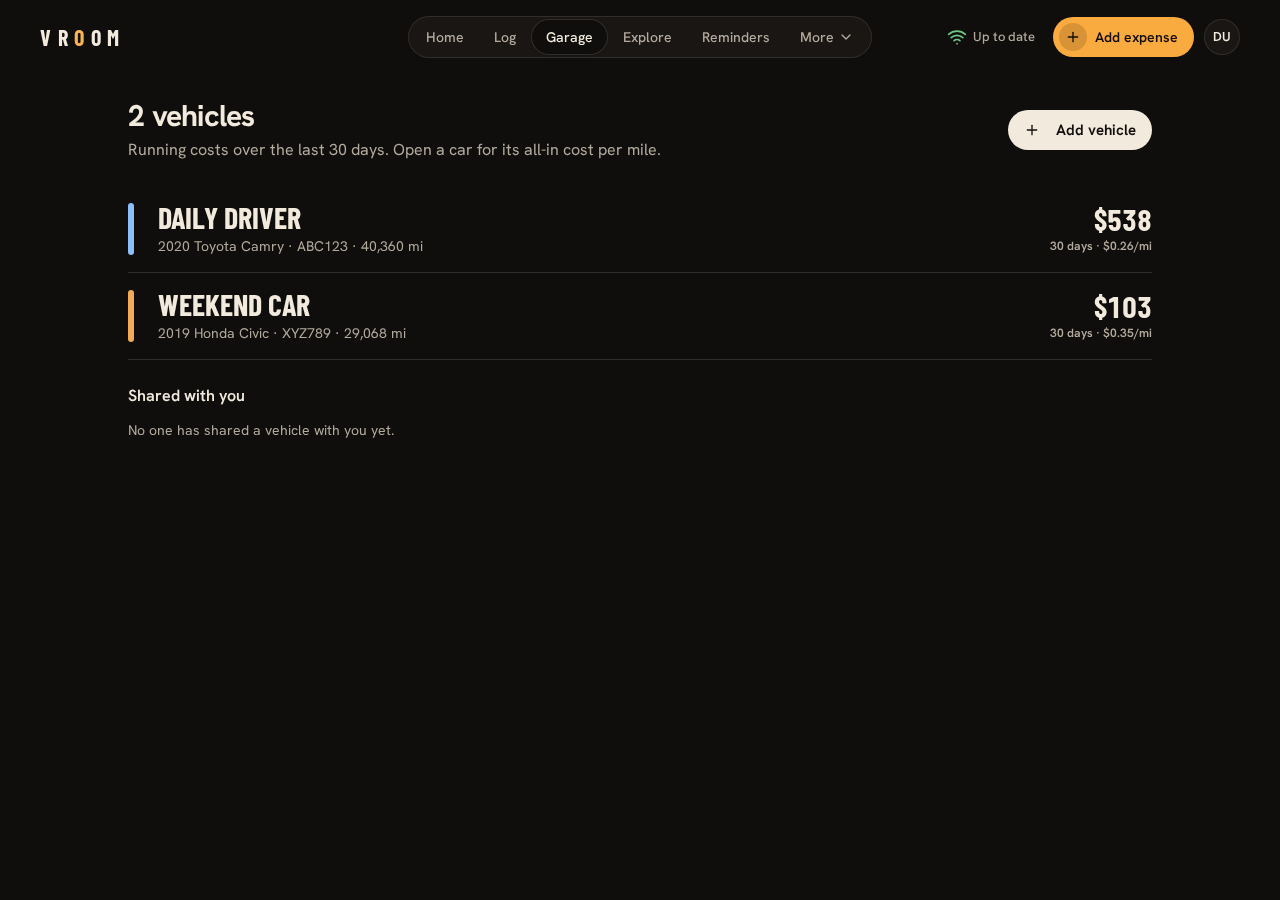 VROOM
Home Log Garage Explore Reminders More
Up to date
Add expense
DU
2 vehicles
Running costs over the last 30 days. Open a car for its all-in cost per mile.
Add vehicle
DAILY DRIVER
2020 Toyota Camry · ABC123 · 40,360 mi
$538
30 days · $0.26/mi
WEEKEND CAR
2019 Honda Civic · XYZ789 · 29,068 mi
$103
30 days · $0.35/mi
Shared with you
No one has shared a vehicle with you yet.